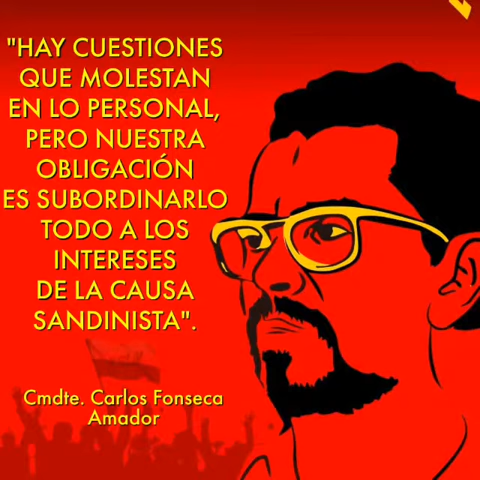 "HAY CUESTIONES
QUE MOLESTAN
EN LO PERSONAL,
PERO NUESTRA
OBLIGACIÓN
ES SUBORDINARLO
TODO A LOS
INTERESES
DE LA CAUSA
SANDINISTA".
Cmdte. Carlos Fonseca
Amador